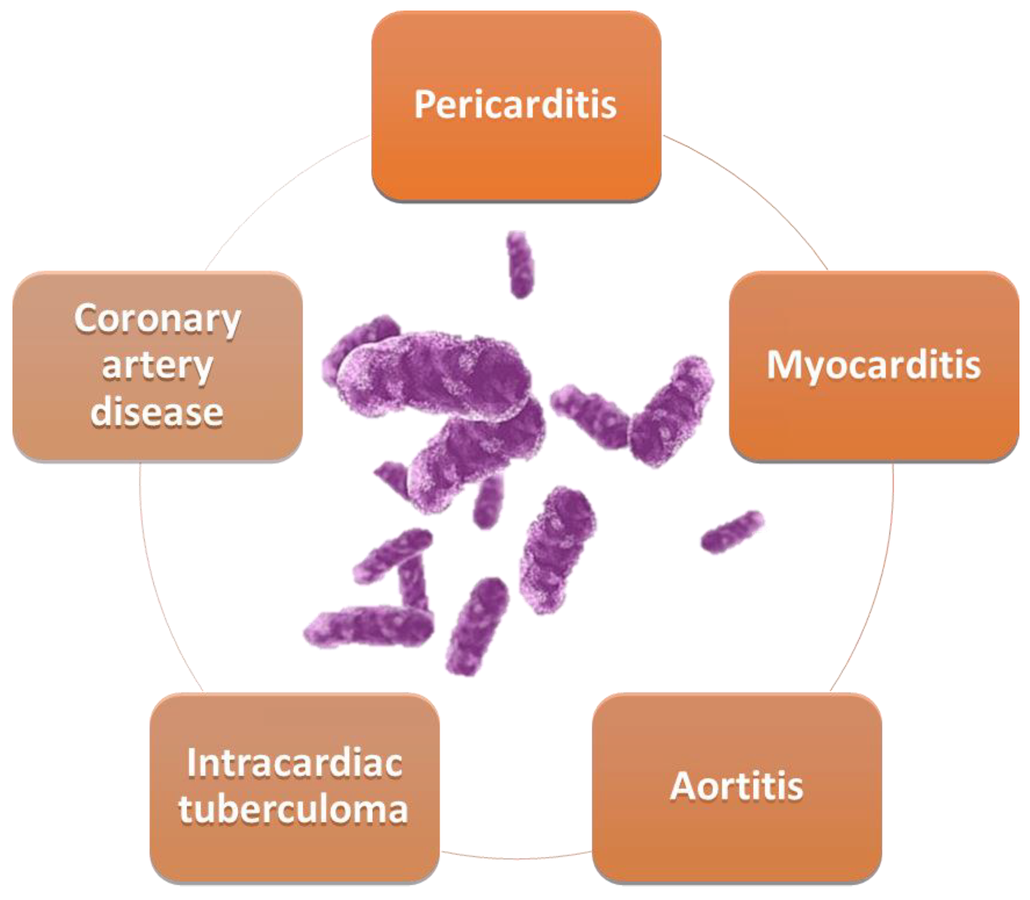 Pericarditis
Myocarditis
Aortitis
Intracardiac
tuberculoma
Coronary
artery
disease